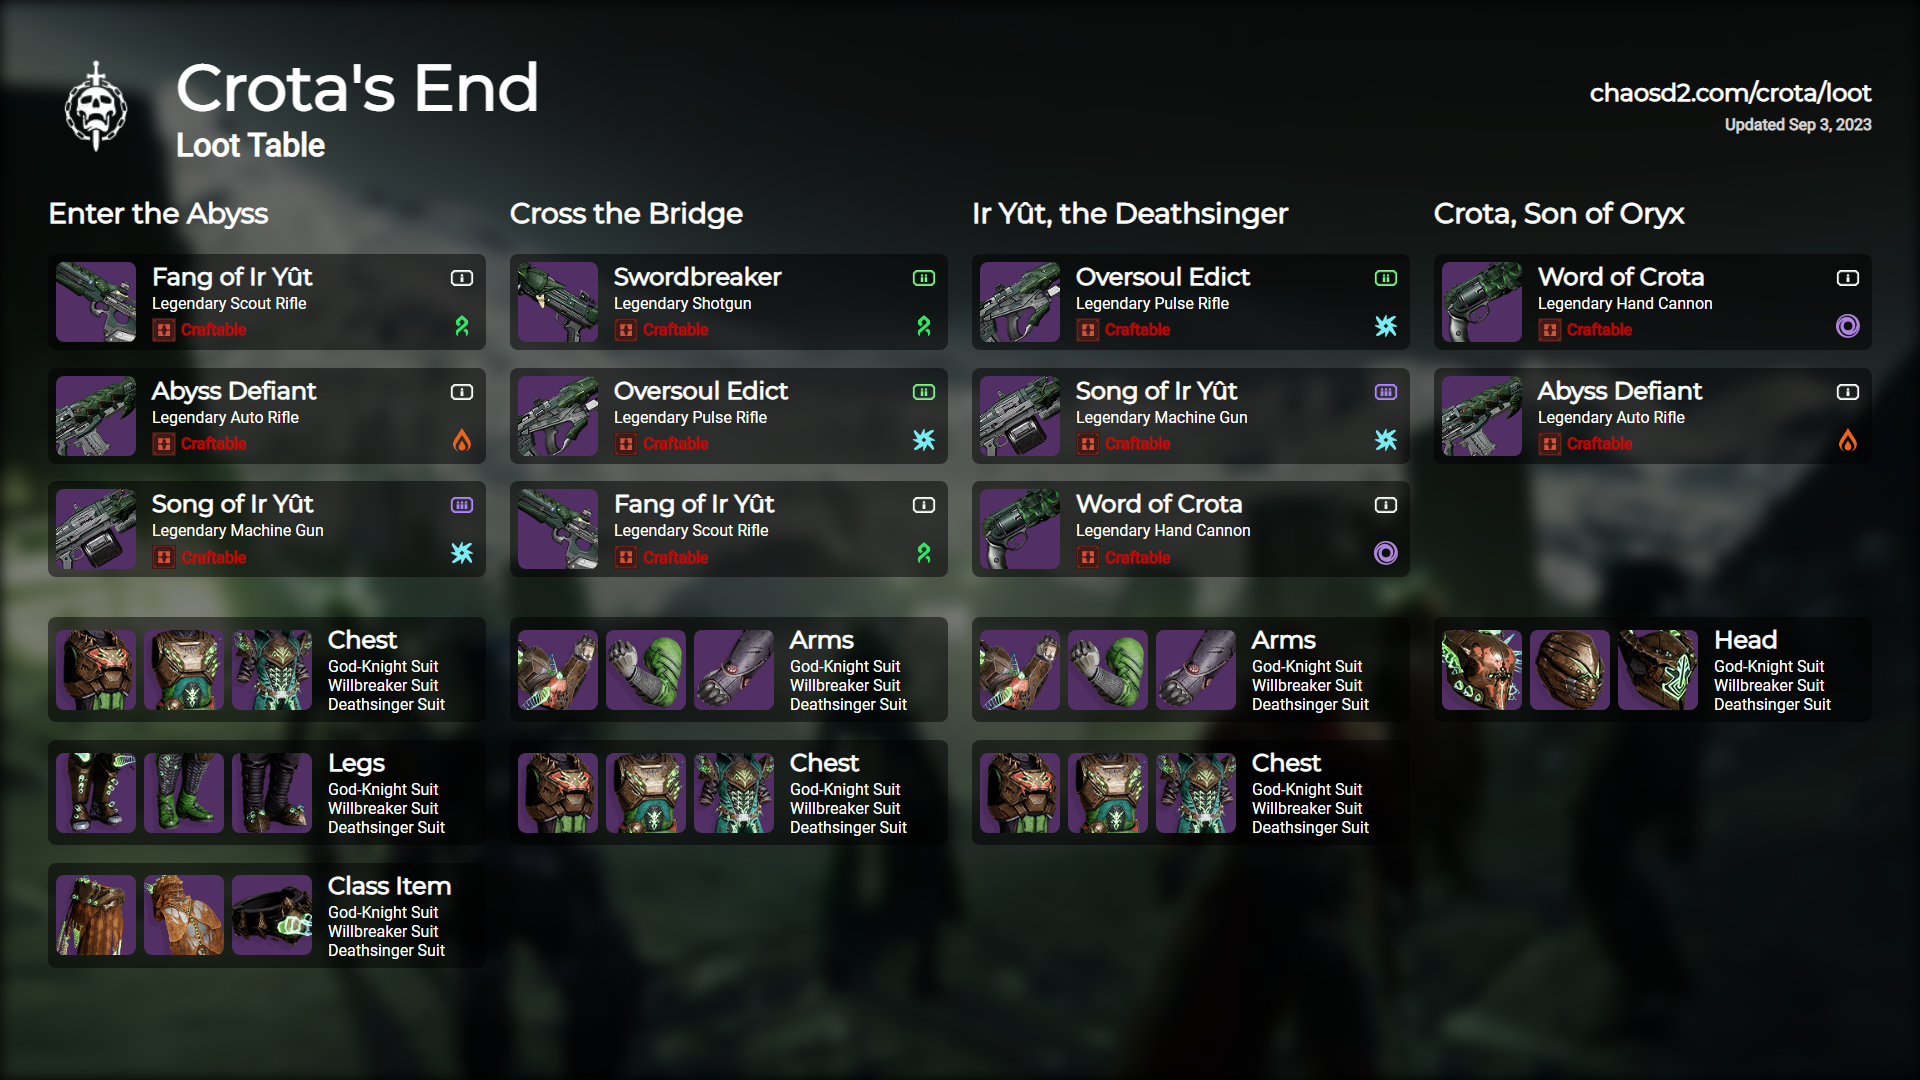 Crota's End
Loot Table
chaosd2.com/crota/loot
Updated Sep 3, 2023
Enter the Abyss
Fang of Ir Yût
Legendary Scout Rifle
Craftable
Abyss Defiant
Legendary Auto Rifle
Craftable
Song of Ir Yût
Legendary Machine Gun
Craftable
Chest
God-Knight Suit
Willbreaker Suit
Deathsinger Suit
Legs
God-Knight Suit
Willbreaker Suit
Deathsinger Suit
Class Item
God-Knight Suit
Willbreaker Suit
Deathsinger Suit
Cross the Bridge
Swordbreaker
Legendary Shotgun
Craftable
Oversoul Edict
Legendary Pulse Rifle
Craftable
Fang of Ir Yût
Legendary Scout Rifle
Craftable
Arms
God-Knight Suit
Willbreaker Suit
Deathsinger Suit
Chest
God-Knight Suit
Willbreaker Suit
Deathsinger Suit
Ir Yût, the Deathsinger
Oversoul Edict
Legendary Pulse Rifle
Craftable
Song of Ir Yût
Legendary Machine Gun
Craftable
Word of Crota
Legendary Hand Cannon
Craftable
Arms
God-Knight Suit
Willbreaker Suit
Deathsinger Suit
Chest
God-Knight Suit
Willbreaker Suit
Deathsinger Suit
Crota, Son of Oryx
Word of Crota
Legendary Hand Cannon
Craftable
Abyss Defiant
Legendary Auto Rifle
Craftable
Head
God-Knight Suit
Willbreaker Suit
Deathsinger Suit